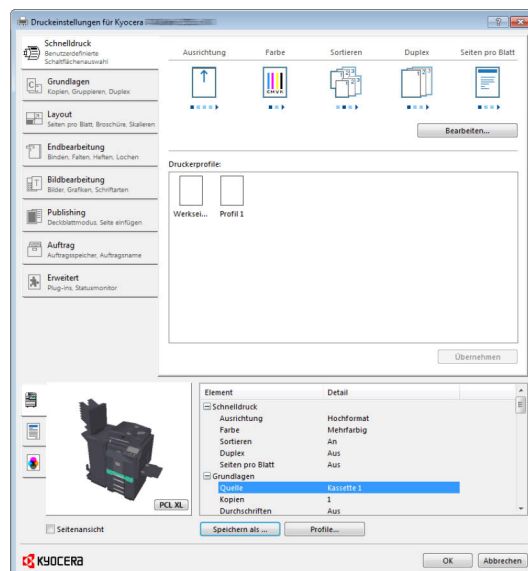 Druckeinstellungen für Kyocera
Schnelldruck
Benutzerdefinierte
Schaltflächenauswahl
Grundlagen
Kopien, Gruppieren, Duplex
Layout
Seiten pro Blatt, Broschüre, Skalieren
Endbearbeitung
Binden, Falten, Heften, Lochen
Bildbearbeitung
Bilder, Grafiken, Schriftarten
Publishing
Deckblattmodus, Seite einfügen
Auftrag
Auftragsspeicher, Auftragsname
Erweitert
Plug-ins, Statusmonitor
Ausrichtung Farbe Sortieren Duplex Seiten pro Blatt
CMYK
Bearbeiten...
Druckerprofile:
Werksei... Profil 1
Übernehmen
PCL XL
Seitenansicht
Element Detail
Schnelldruck
Ausrichtung Hochformat
Farbe Mehrfarbig
Sortieren An
Duplex Aus
Seiten pro Blatt Aus
Grundlagen
Quelle Kassette 1
Kopien 1
Durchschriften Aus
Speichern als ... Profile...
KYOCERA
OK Abbrechen